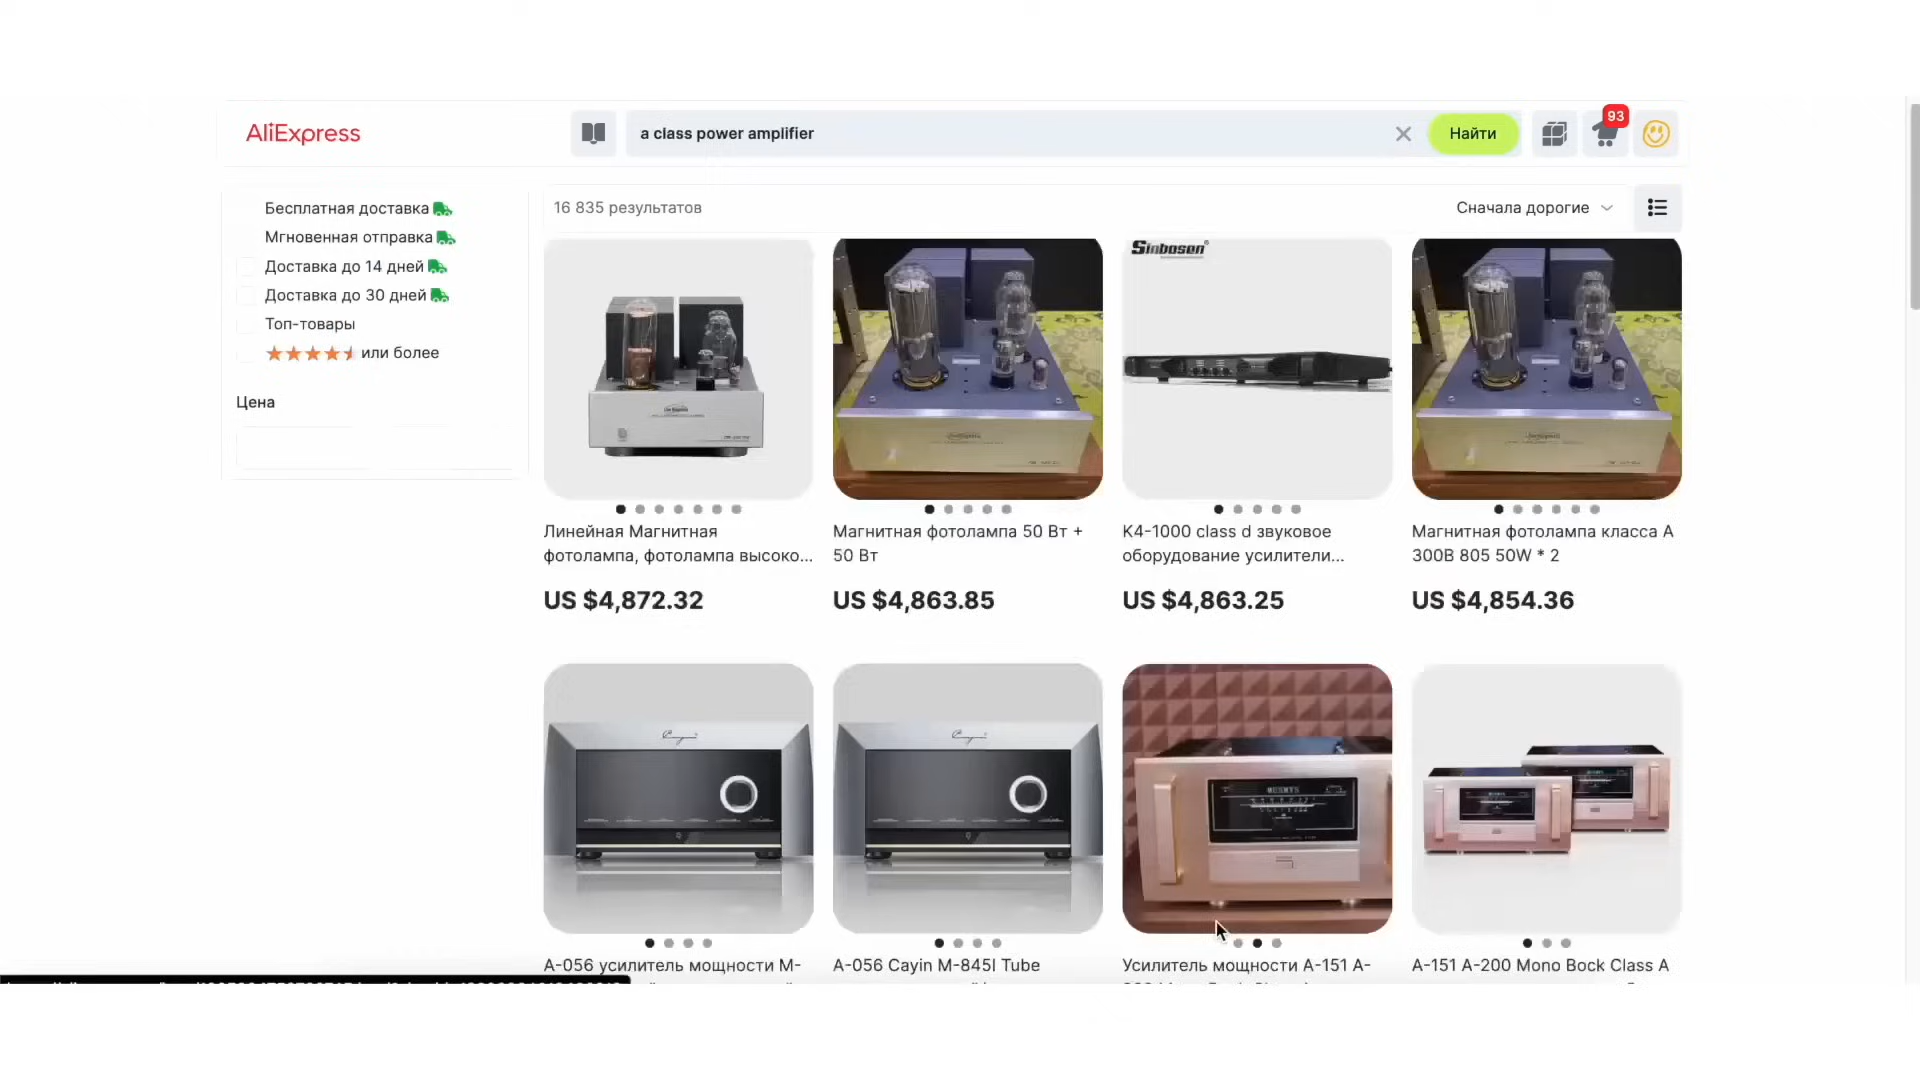 AliExpress
a class power amplifier
Найти
93
Бесплатная доставка
Мгновенная отправка
Доставка до 14 дней
Доставка до 30 дней
Топ-товары
или более
Цена
16 835 результатов
Сначала дорогие
Sinbosen
Линейная Магнитная
фотолампа, фотолампа высоко...
US $4,872.32
Магнитная фотолампа 50 Вт +
50 Вт
US $4,863.85
K4-1000 class d звуковое
оборудование усилители...
US $4,863.25
Магнитная фотолампа класса А
300B 805 50W * 2
US $4,854.36
Cayin
Cayin
A-056 усилитель мощности M-
A-056 Cayin M-845I Tube
Усилитель мощности A-151 A-
A-151 A-200 Mono Bock Class A